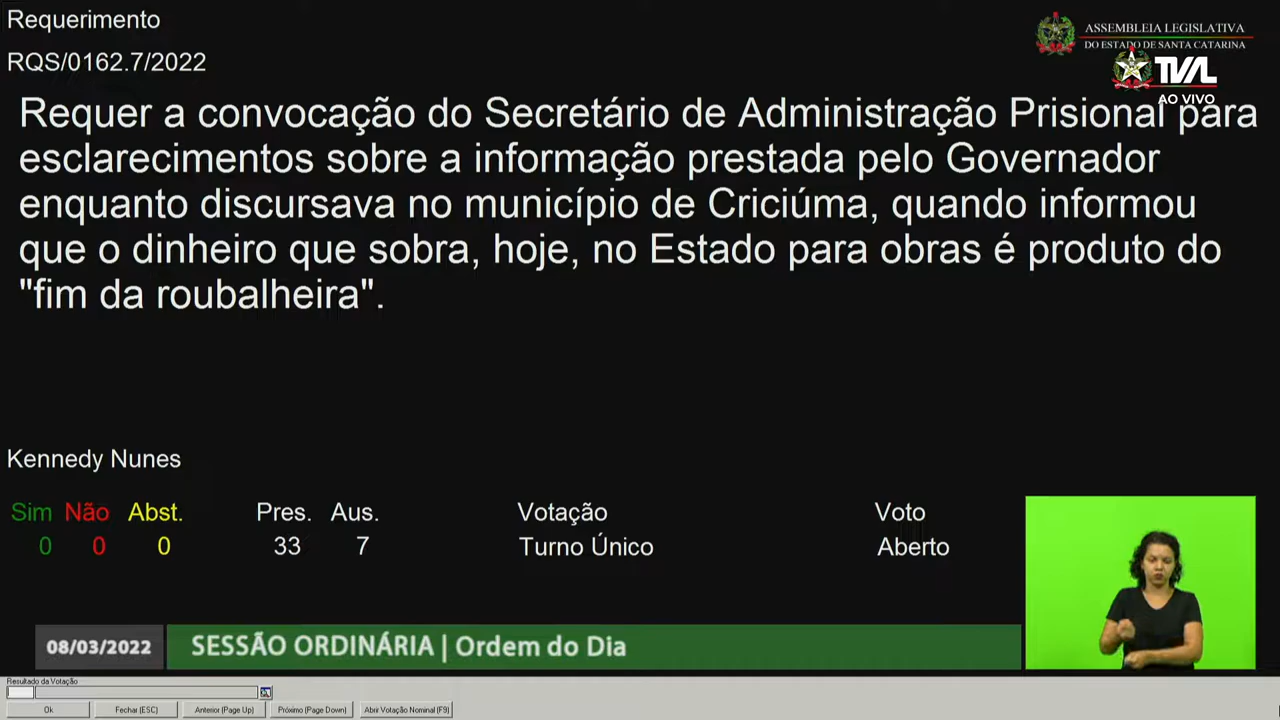 Requerimento
ASSEMBLEIA LEGISLATIVA
DO ESTADO DE SANTA CATARINA
RQS/0162.7/2022
TVAL
AO VIVO
Requer a convocação do Secretário de Administração Prisional para
esclarecimentos sobre a informação prestada pelo Governador
enquanto discursava no município de Criciúma, quando informou
que o dinheiro que sobra, hoje, no Estado para obras é produto do
"fim da roubalheira".
Kennedy Nunes
Sim Não Abst. Pres. Aus. Votação Voto
0 0 0 33 7 Turno Único Aberto
08/03/2022 SESSÃO ORDINÁRIA | Ordem do Dia
Resultado da Votação
Ok Fechar (ESC) Anterior (Page Up) Próximo (Page Down) Abrir Votação Nominal (F9)